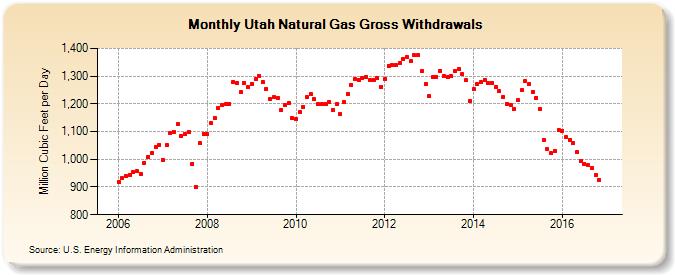 Monthly Utah Natural Gas Gross Withdrawals
Million Cubic Feet per Day
1,400
1,300
1,200
1,100
1,000
900
800
2006 2008 2010 2012 2014 2016
Source: U.S. Energy Information Administration